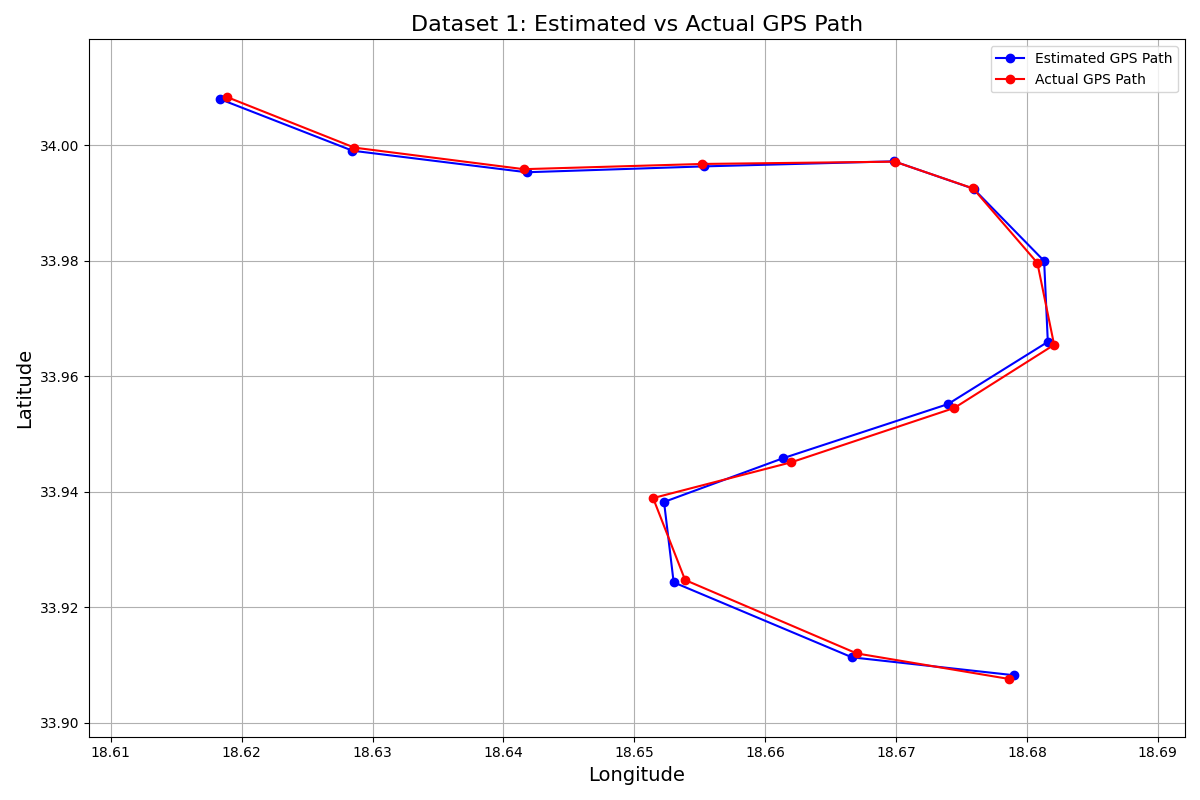 Dataset 1: Estimated vs Actual GPS Path
Estimated GPS Path
Actual GPS Path
Latitude
34.00
33.98
33.96
33.94
33.92
33.90
18.61 18.62 18.63 18.64 18.65 18.66 18.67 18.68 18.69
Longitude